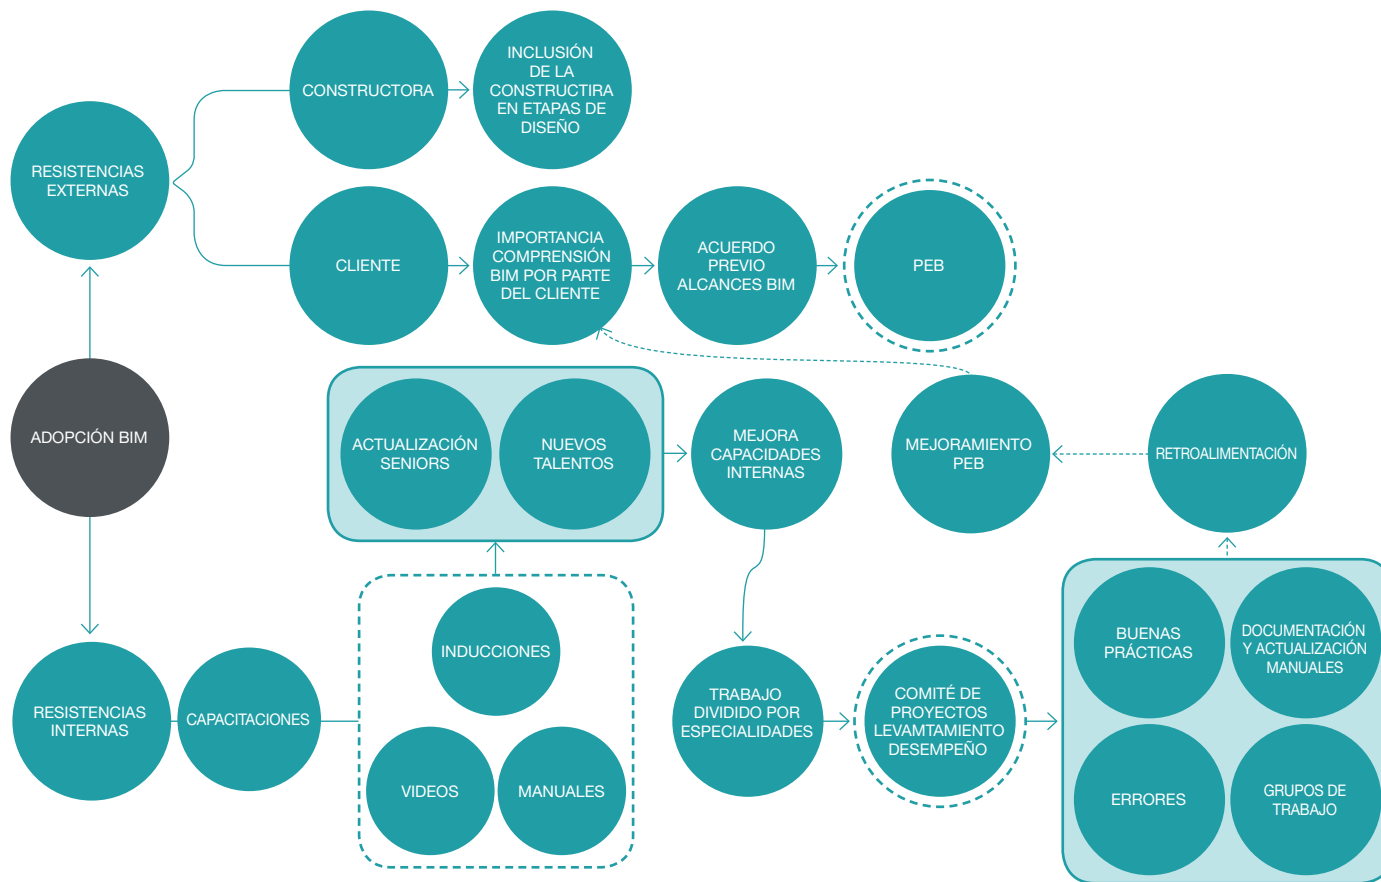 CONSTRUCTORA
INCLUSIÓN
DE LA
CONSTRUCTIRA
EN ETAPAS DE
DISEÑO
RESISTENCIAS
EXTERNAS
CLIENTE
IMPORTANCIA
COMPRENSIÓN
BIM POR PARTE
DEL CLIENTE
ACUERDO
PREVIO
ALCANCES BIM
PEB
ADOPCIÓN BIM
ACTUALIZACIÓN
SENIORS
NUEVOS
TALENTOS
MEJORA
CAPACIDADES
INTERNAS
MEJORAMIENTO
PEB
RETROALIMENTACIÓN
RESISTENCIAS
INTERNAS
CAPACITACIONES
INDUCCIONES
VIDEOS
MANUALES
TRABAJO
DIVIDIDO POR
ESPECIALIDADES
COMITÉ DE
PROYECTOS
LEVAMTAMIENTO
DESEMPEÑO
BUENAS
PRÁCTICAS
DOCUMENTACIÓN
Y ACTUALIZACIÓN
MANUALES
ERRORES
GRUPOS DE
TRABAJO